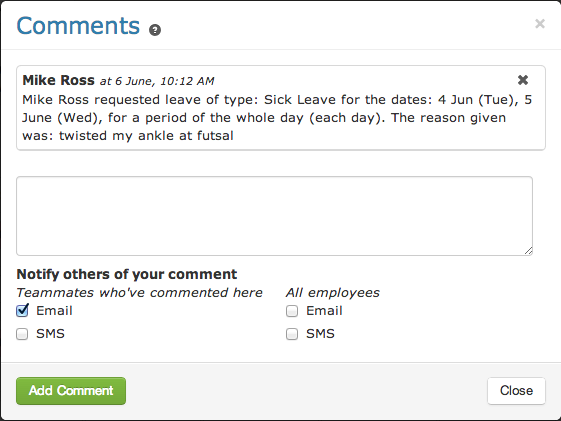 Comments ?
×
Mike Ross at 6 June, 10:12 AM
Mike Ross requested leave of type: Sick Leave for the dates: 4 Jun (Tue), 5
June (Wed), for a period of the whole day (each day). The reason given
was: twisted my ankle at futsal
Notify others of your comment
Teammates who've commented here All employees
Email Email
SMS SMS
Add Comment Close